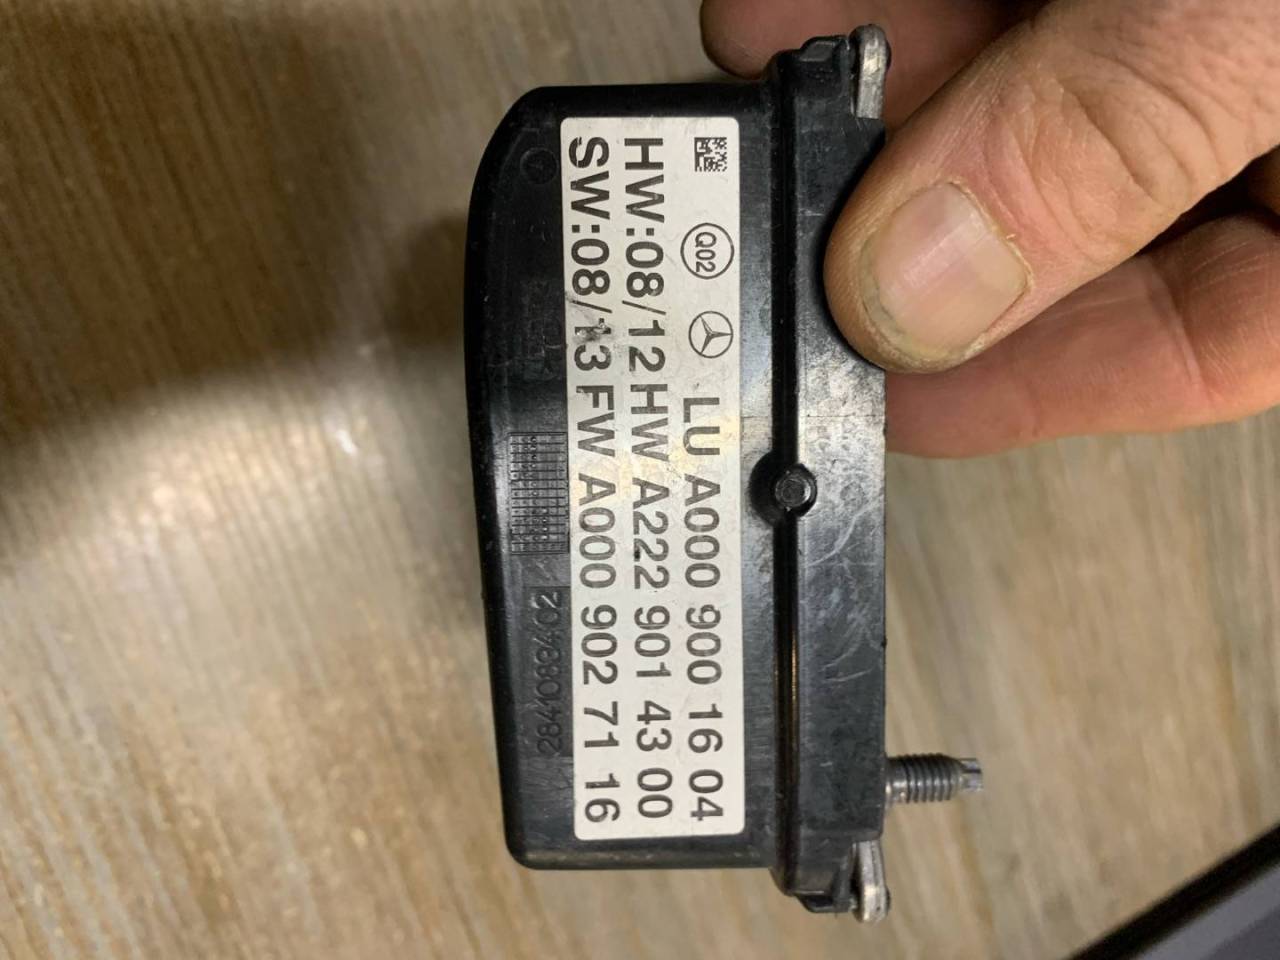 Q02 LU A000 900 16 04
HW:08/12 HW A222 901 43 00
SW:08/13 FW A000 902 71 16